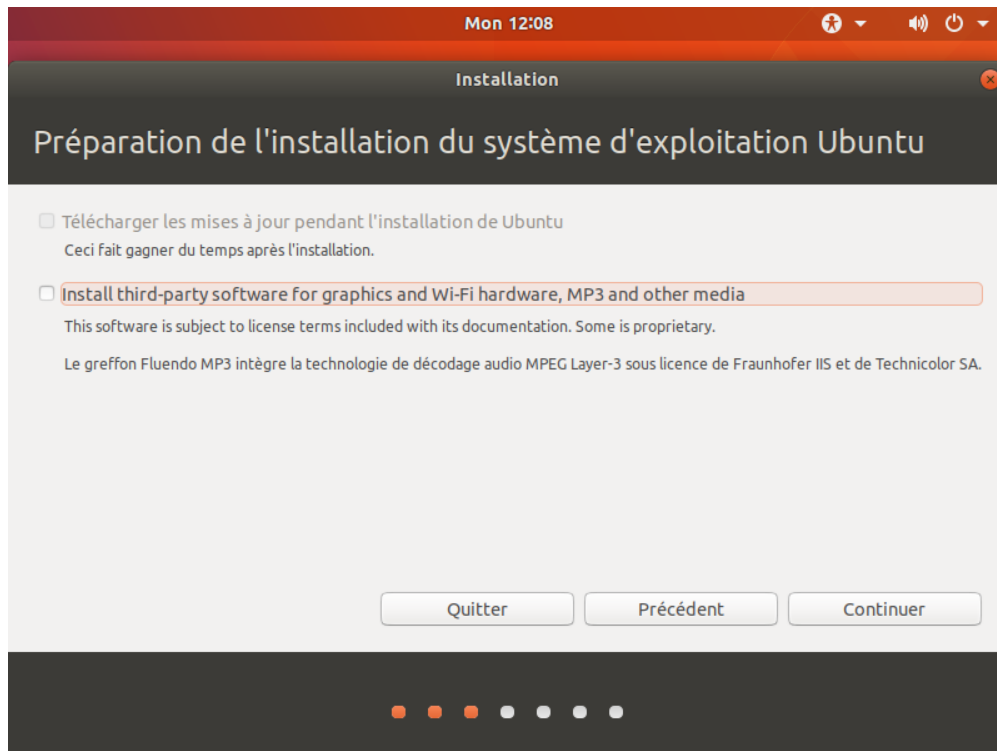 Mon 12:08
Installation
Préparation de l'installation du système d'exploitation Ubuntu
Télécharger les mises à jour pendant l'installation de Ubuntu
Ceci fait gagner du temps après l'installation.
Install third-party software for graphics and Wi-Fi hardware, MP3 and other media
This software is subject to license terms included with its documentation. Some is proprietary.
Le greffon Fluendo MP3 intègre la technologie de décodage audio MPEG Layer-3 sous licence de Fraunhofer IIS et de Technicolor SA.
Quitter Précédent Continuer